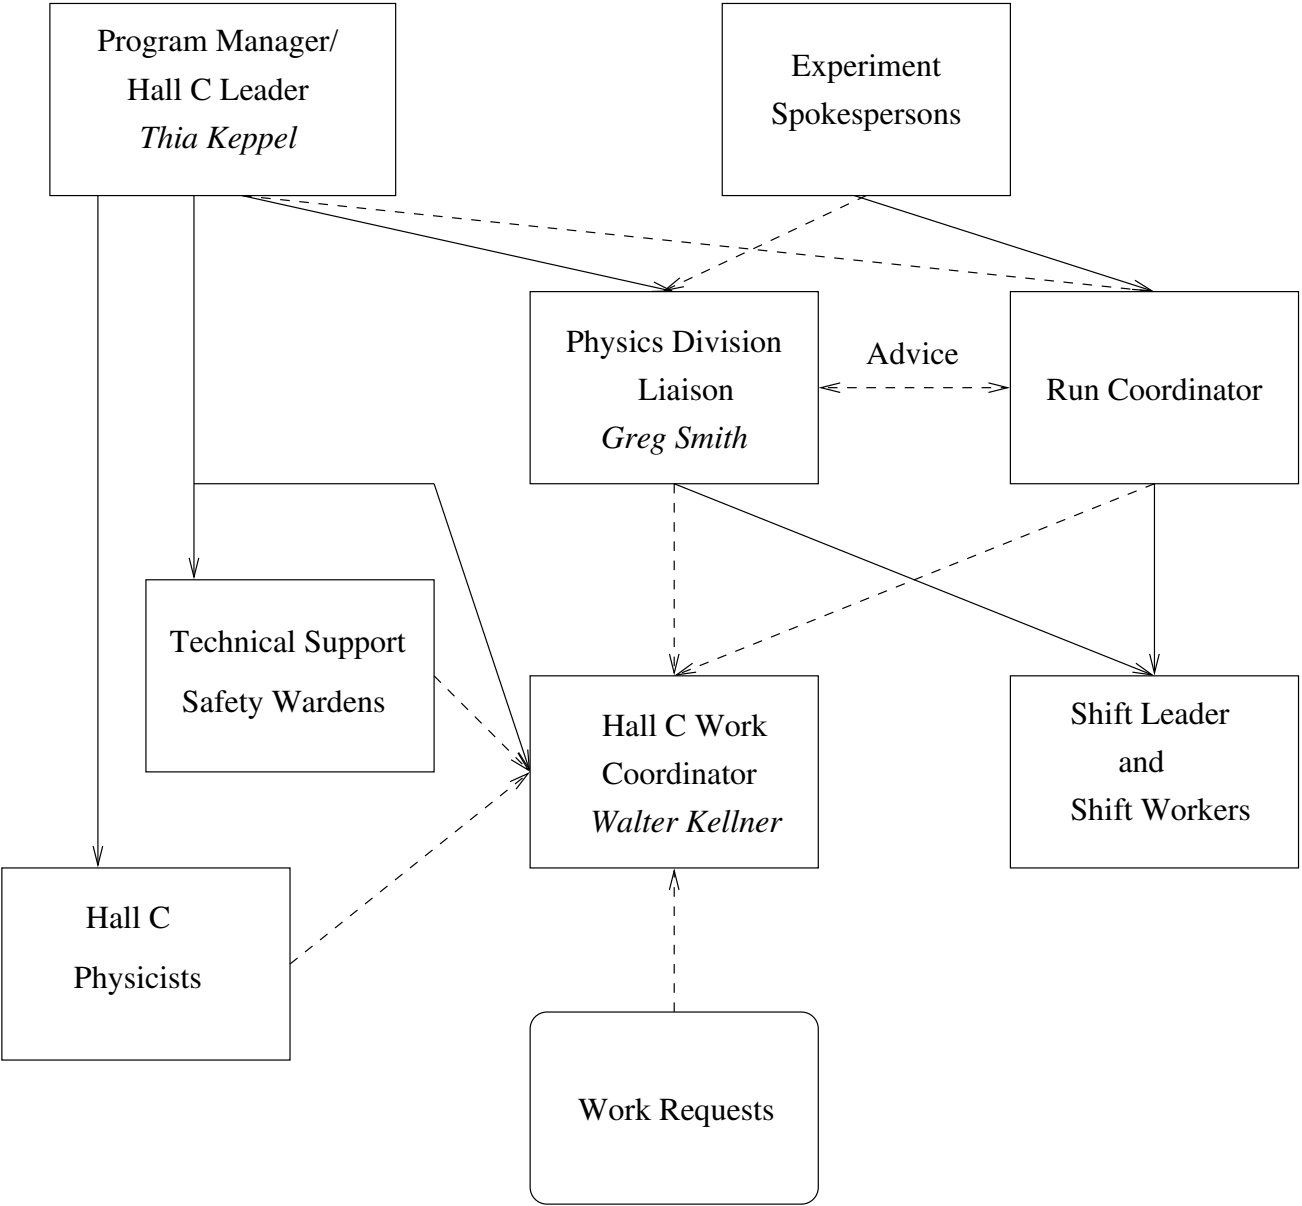 Program Manager/
Hall C Leader
Thia Keppel
Experiment
Spokespersons
Physics Division
Liaison
Greg Smith
Advice
Run Coordinator
Technical Support
Safety Wardens
Hall C Work
Coordinator
Walter Kellner
Shift Leader
and
Shift Workers
Hall C
Physicists
Work Requests